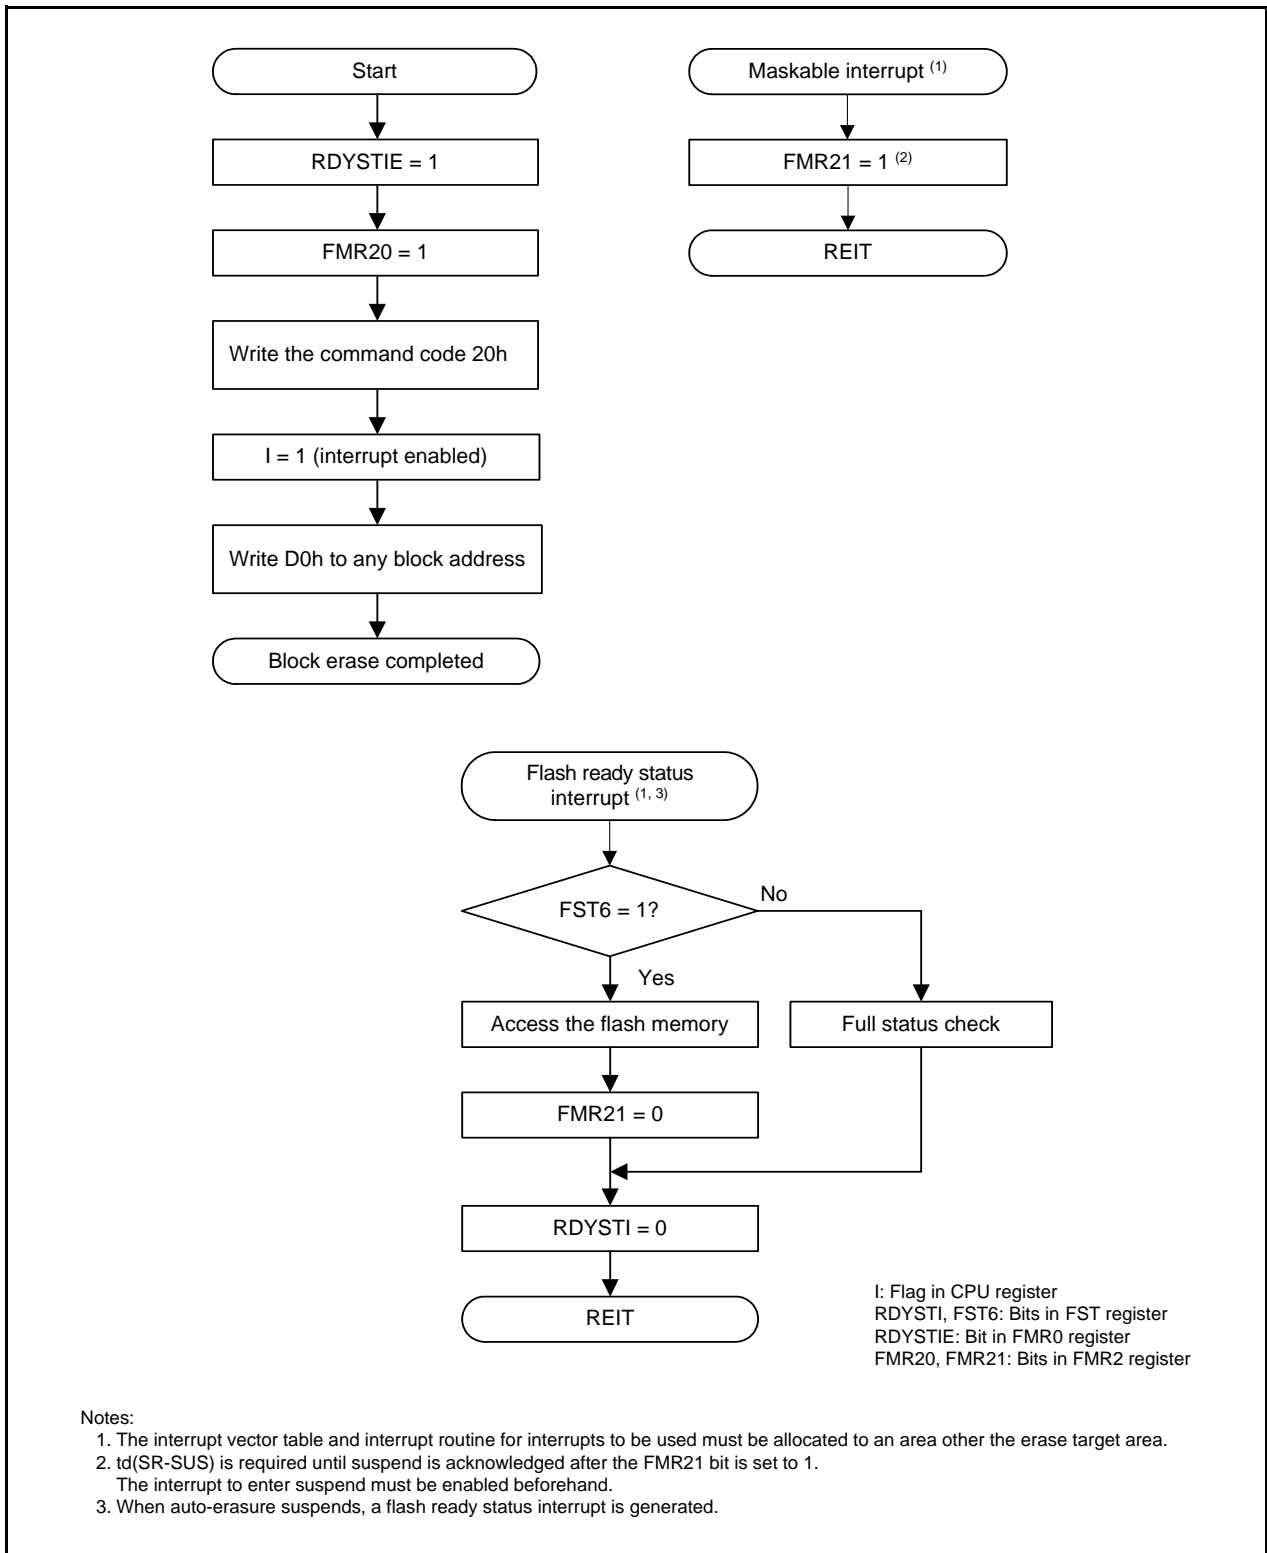 Start
RDYSTIE = 1
FMR20 = 1
Write the command code 20h
I = 1 (interrupt enabled)
Write D0h to any block address
Block erase completed
Maskable interrupt (1)
FMR21 = 1 (2)
REIT
Flash ready status
interrupt (1, 3)
FST6 = 1?
No
Yes
Access the flash memory
Full status check
FMR21 = 0
RDYSTI = 0
REIT
I: Flag in CPU register
RDYSTI, FST6: Bits in FST register
RDYSTIE: Bit in FMR0 register
FMR20, FMR21: Bits in FMR2 register
Notes:
1. The interrupt vector table and interrupt routine for interrupts to be used must be allocated to an area other the erase target area.
2. td(SR-SUS) is required until suspend is acknowledged after the FMR21 bit is set to 1.
The interrupt to enter suspend must be enabled beforehand.
3. When auto-erasure suspends, a flash ready status interrupt is generated.